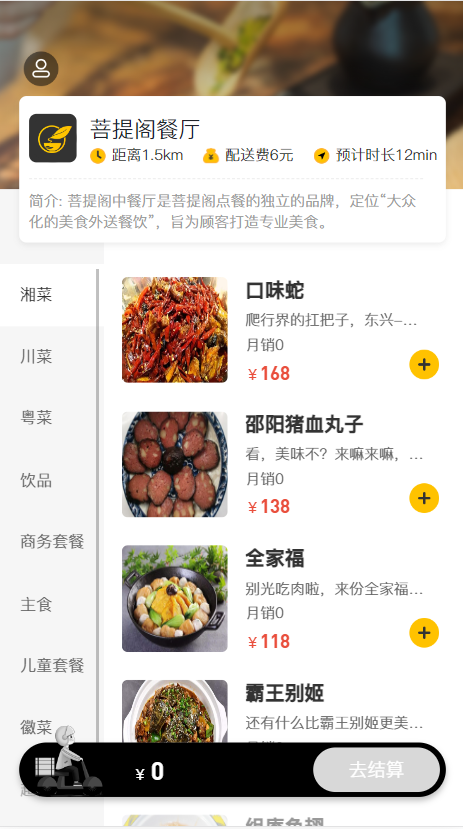 菩提阁餐厅
距离1.5km 配送费6元 预计时长12min
简介: 菩提阁中餐厅是菩提阁点餐的独立的品牌，定位“大众
化的美食外送餐饮”，旨为顾客打造专业美食。
湘菜
川菜
粤菜
饮品
商务套餐
主食
儿童套餐
徽菜
口味蛇
爬行界的扛把子，东兴-...
月销0
￥168
邵阳猪血丸子
看，美味不？来嘛来嘛，...
月销0
￥138
全家福
别光吃肉啦，来份全家福...
月销0
￥118
霸王别姬
还有什么比霸王别姬更美...
￥0
去结算